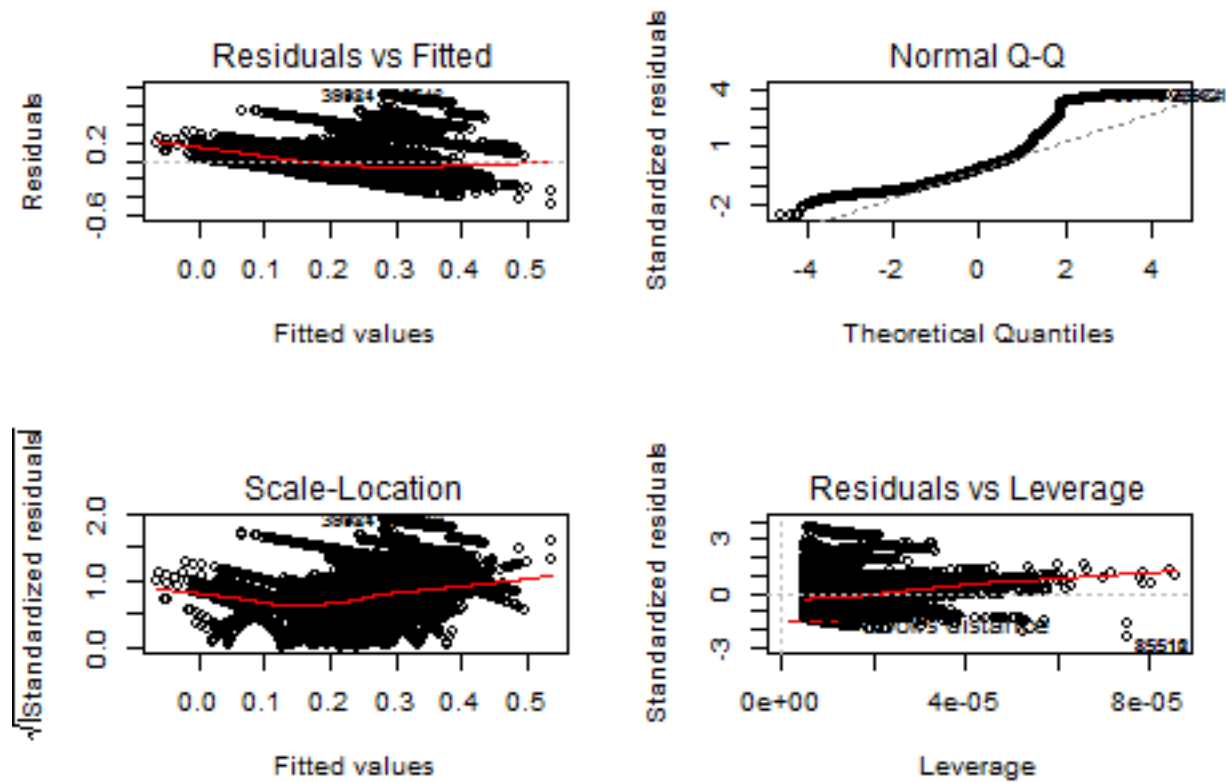 Residuals vs Fitted
Residuals
0.2
-0.6
0.0 0.1 0.2 0.3 0.4 0.5
Fitted values
Normal Q-Q
Standardized residuals
4
1
-2
-4 -2 0 2 4
Theoretical Quantiles
Scale-Location
√|Standardized residuals|
2.0
1.0
0.0
0.0 0.1 0.2 0.3 0.4 0.5
Fitted values
Residuals vs Leverage
Standardized residuals
3
0
-3
distance
0e+00 4e-05 8e-05
Leverage